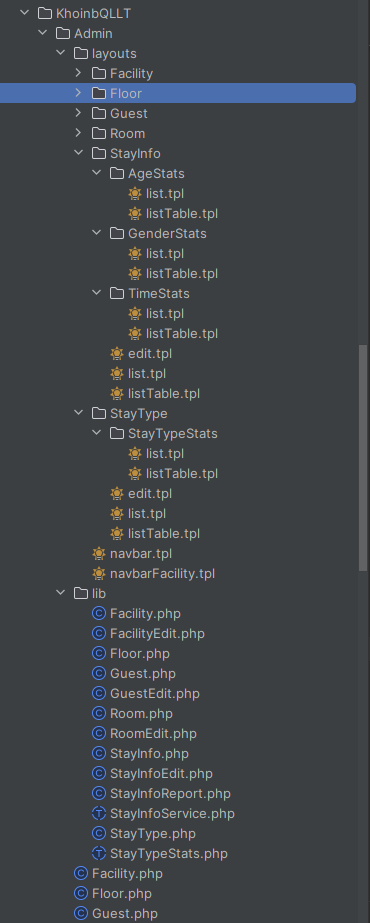 KhoinbQLLT
Admin
layouts
Facility
Floor
Guest
Room
StayInfo
AgeStats
list.tpl
listTable.tpl
GenderStats
list.tpl
listTable.tpl
TimeStats
list.tpl
listTable.tpl
edit.tpl
list.tpl
listTable.tpl
StayType
StayTypeStats
list.tpl
listTable.tpl
edit.tpl
list.tpl
listTable.tpl
navbar.tpl
navbarFacility.tpl
lib
Facility.php
FacilityEdit.php
Floor.php
Guest.php
GuestEdit.php
Room.php
RoomEdit.php
StayInfo.php
StayInfoEdit.php
StayInfoReport.php
StayInfoService.php
StayType.php
StayTypeStats.php
Facility.php
Floor.php
Guest.php